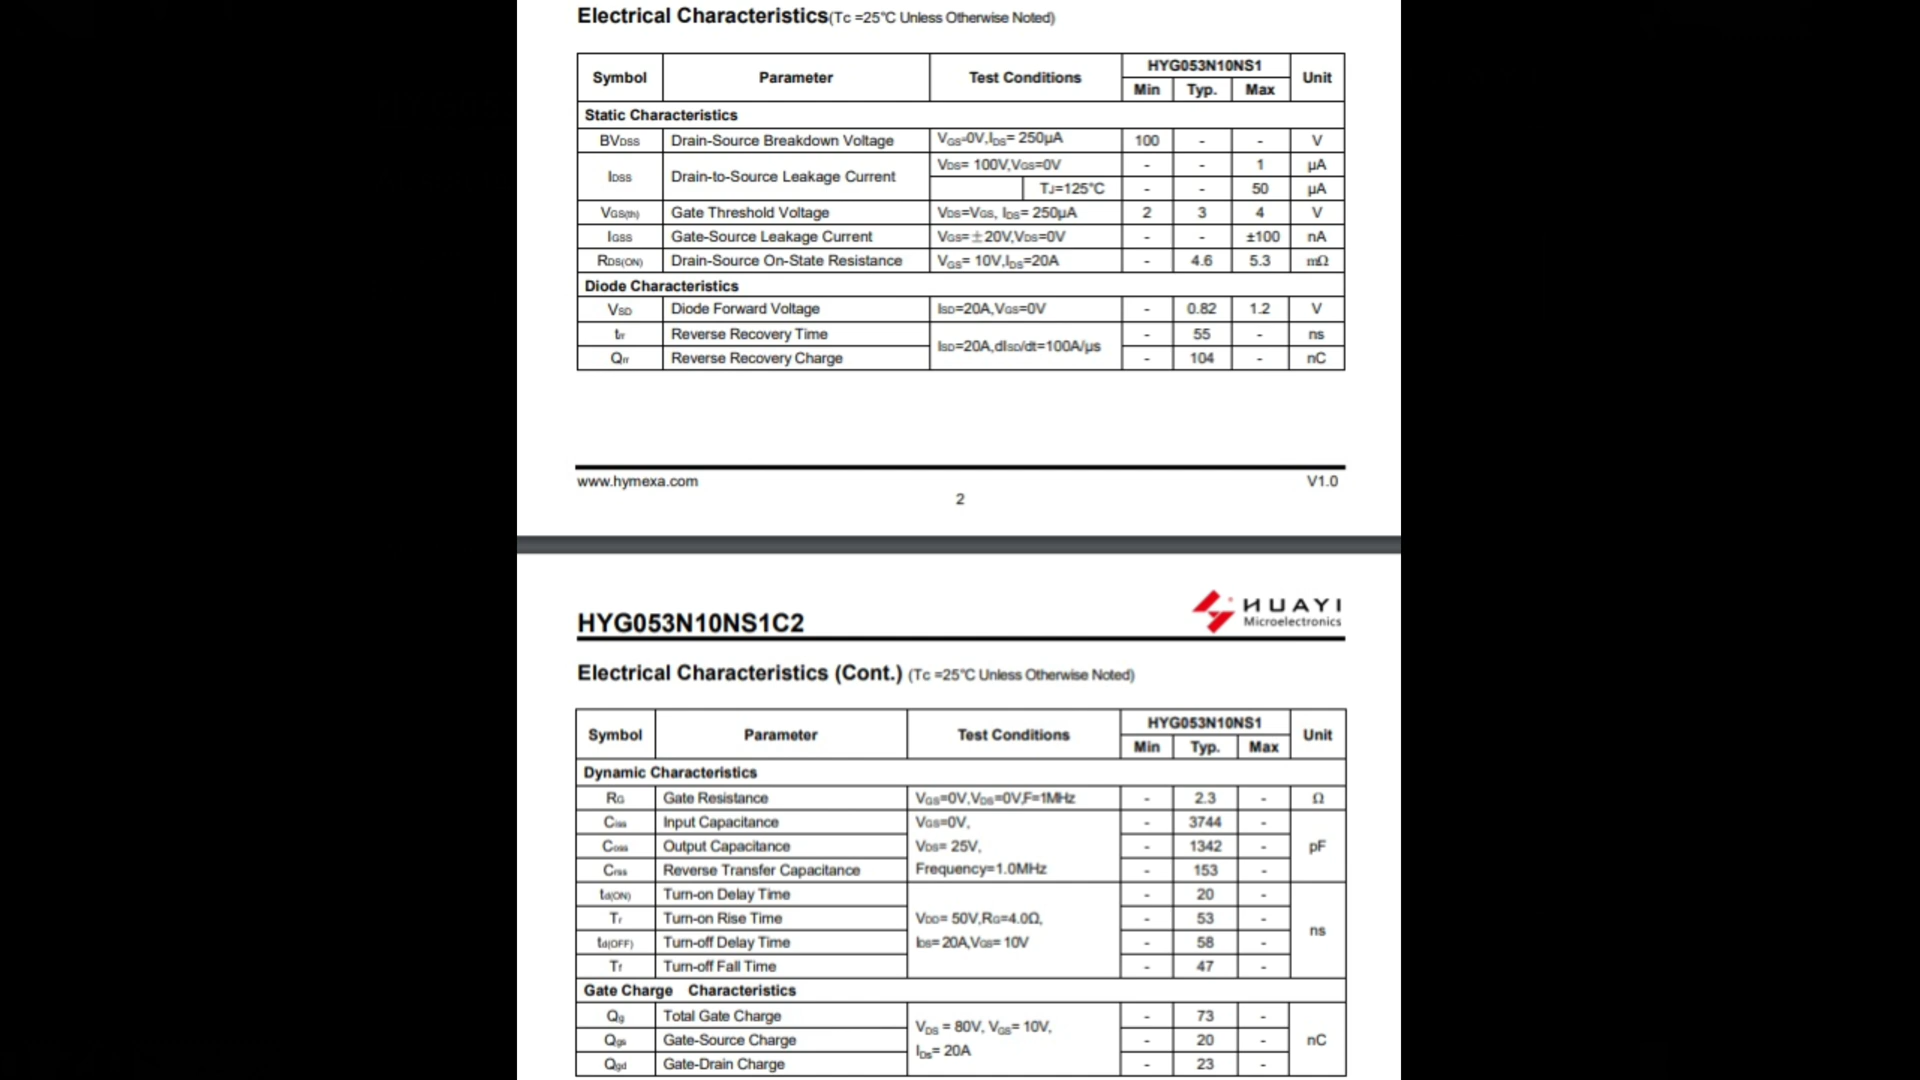 Electrical Characteristics(Tc =25°C Unless Otherwise Noted)
Symbol Parameter Test Conditions HYG053N10NS1 Unit
Min Typ. Max
Static Characteristics
BVDSS Drain-Source Breakdown Voltage VGS=0V,IDS= 250μA 100 - - V
IDSS Drain-to-Source Leakage Current VDS= 100V,VGS=0V - - 1 μA
TJ=125°C - - 50 μA
VGS(th) Gate Threshold Voltage VDS=VGS, IDS= 250μA 2 3 4 V
IGSS Gate-Source Leakage Current VGS=±20V,VDS=0V - - ±100 nA
RDS(ON) Drain-Source On-State Resistance VGS= 10V,IDS=20A - 4.6 5.3 mΩ
Diode Characteristics
VSD Diode Forward Voltage ISD=20A,VGS=0V - 0.82 1.2 V
trr Reverse Recovery Time ISD=20A,dISD/dt=100A/μs - 55 - ns
Qrr Reverse Recovery Charge - 104 - nC
www.hymexa.com V1.0
2
HYG053N10NS1C2 HUAYI
Microelectronics
Electrical Characteristics (Cont.) (Tc =25°C Unless Otherwise Noted)
Symbol Parameter Test Conditions HYG053N10NS1 Unit
Min Typ. Max
Dynamic Characteristics
RG Gate Resistance VGS=0V,VDS=0V,F=1MHz - 2.3 - Ω
Ciss Input Capacitance VGS=0V, - 3744 -
Coss Output Capacitance VDS= 25V, - 1342 - pF
Crss Reverse Transfer Capacitance Frequency=1.0MHz - 153 -
td(ON) Turn-on Delay Time - 20 -
Tr Turn-on Rise Time VDD= 50V,RG=4.0Ω, - 53 - ns
td(OFF) Turn-off Delay Time IDS= 20A,VGS= 10V - 58 -
Tf Turn-off Fall Time - 47 -
Gate Charge Characteristics
Qg Total Gate Charge VDS = 80V, VGS= 10V, - 73 -
Qgs Gate-Source Charge IDS= 20A - 20 - nC
Qgd Gate-Drain Charge - 23 -